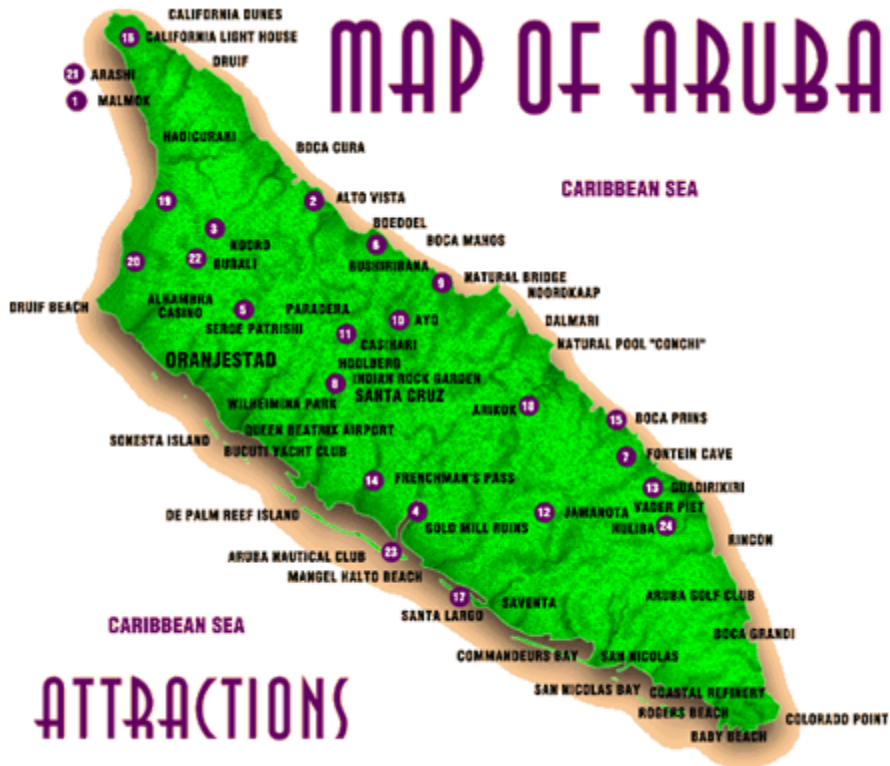 MAP OF ARUBA
CALIFORNIA DUNES
CALIFORNIA LIGHT HOUSE
DRUIF
21 ARASHI
1 MALMOK
HADICURARI
BOCA CURA
CARIBBEAN SEA
19
2 ALTO VISTA
3
NOORD
BOEDOEL
6
BOCA MAHOS
20
22
BUBALI
BUSHIRIBANA
9
NATURAL BRIDGE
NOORDKAAP
DRUIF BEACH
ALHAMBRA
CASINO
5
SEROE PATRISHI
PARADERA
10 AYO
DALMARI
11
CASIBARI
NATURAL POOL "CONCHI"
ORANJESTAD
HOOLBERG
8
INDIAN ROCK GARDEN
SANTA CRUZ
WILHEIMINA PARK
ARIKOK 18
15 BOCA PRINS
QUEEN BEATRIX AIRPORT
SONESTA ISLAND
BUCUTI YACHT CLUB
7 FONTEIN CAVE
14 FRENCHMAN'S PASS
13 GUADIRIKIRI
VADER PIET
DE PALM REEF ISLAND
4
GOLD MILL RUINS
12 JAMANOTA
HULIBA 24
RINCON
ARUBA NAUTICAL CLUB
23
MANGEL HALTO BEACH
17
SANTA LARGO
SAVENTA
ARUBA GOLF CLUB
CARIBBEAN SEA
BOCA GRANDI
COMMANDEURS BAY
SAN NICOLAS
SAN NICOLAS BAY
COASTAL REFINERY
ROGERS BEACH
COLORADO POINT
BABY BEACH
ATTRACTIONS